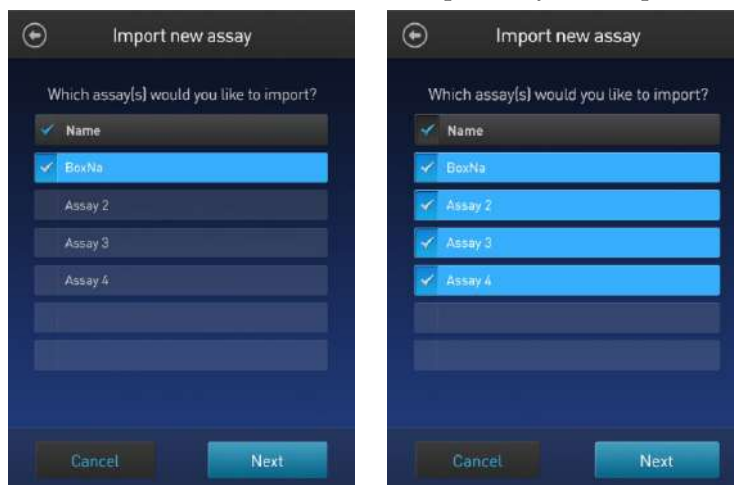 Import new assay
Which assay(s) would you like to import?
Name
BoxNa
Assay 2
Assay 3
Assay 4
Cancel
Next
Import new assay
Which assay(s) would you like to import?
Name
BoxNa
Assay 2
Assay 3
Assay 4
Cancel
Next